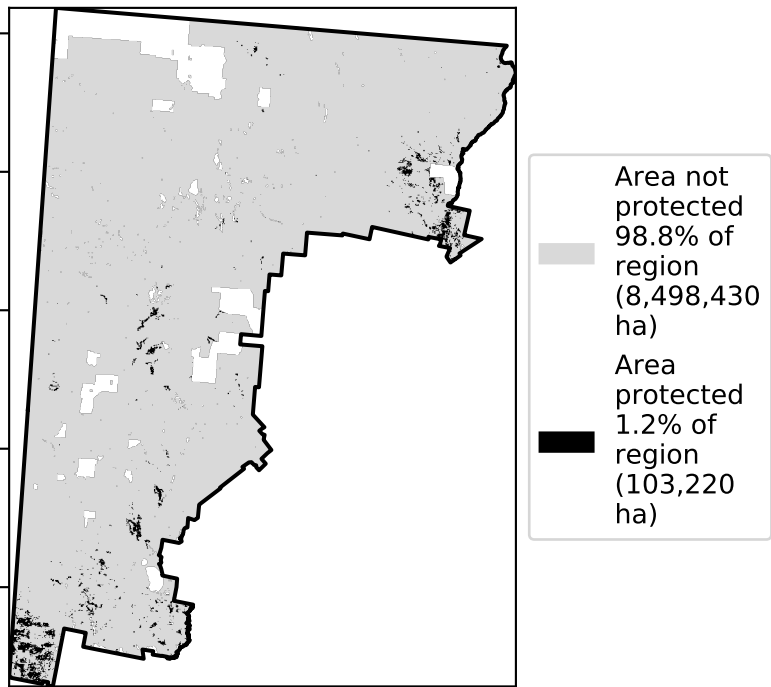 Area not
protected
98.8% of
region
(8,498,430
ha)
Area
protected
1.2% of
region
(103,220
ha)